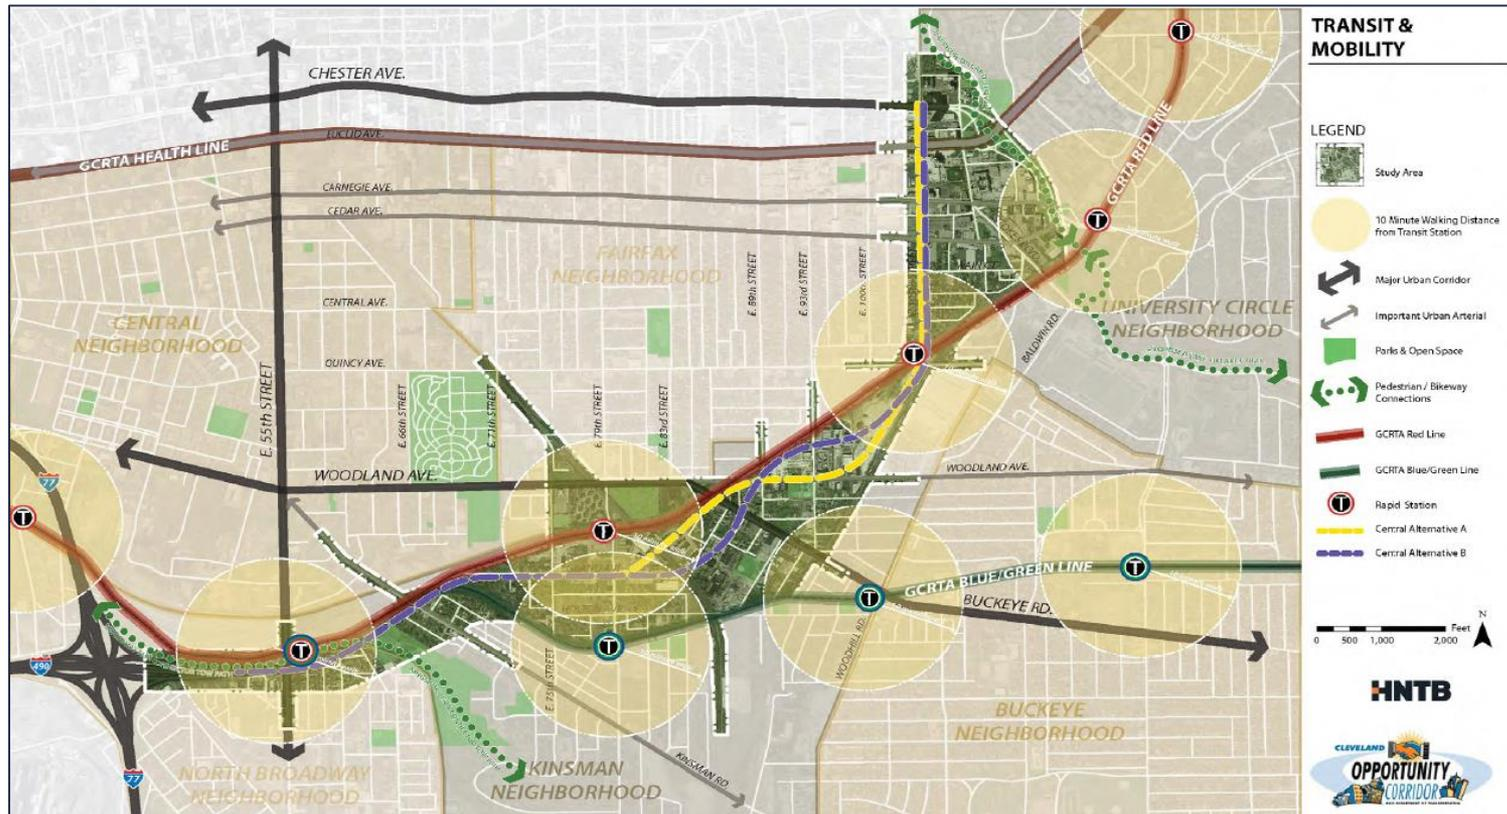 TRANSIT &
MOBILITY
LEGEND
Study Area
10 Minute Walking Distance
from Transit Station
Major Urban Corridor
Important Urban Arterial
Parks & Open Space
Pedestrian / Bikeway
Connections
GCRTA Red Line
GCRTA Blue/Green Line
T
Rapid Station
Central Alternative A
Central Alternative B
0 500 1,000 2,000 Feet
N
HNTB
CLEVELAND
OPPORTUNITY
CORRIDOR
CHESTER AVE.
GCRTA HEALTH LINE
EUCLID AVE.
CARNEGIE AVE.
CEDAR AVE.
FAIRFAX
NEIGHBORHOOD
CENTRAL AVE.
CENTRAL
NEIGHBORHOOD
QUINCY AVE.
E. 55th STREET
E. 66th STREET
E. 71th STREET
E. 79th STREET
E. 83rd STREET
E. 89th STREET
E. 93rd STREET
E. 100th STREET
GCRTA RED LINE
T
T
T
UNIVERSITY CIRCLE
NEIGHBORHOOD
BALDWIN RD.
WOODLAND AVE.
WOODLAND AVE.
77
T
T
T
T
T
T
GCRTA BLUE/GREEN LINE
BUCKEYE RD.
WOODHILL RD.
E. 75th STREET
490
77
KINSMAN RD.
NORTH BROADWAY
NEIGHBORHOOD
KINSMAN
NEIGHBORHOOD
BUCKEYE
NEIGHBORHOOD